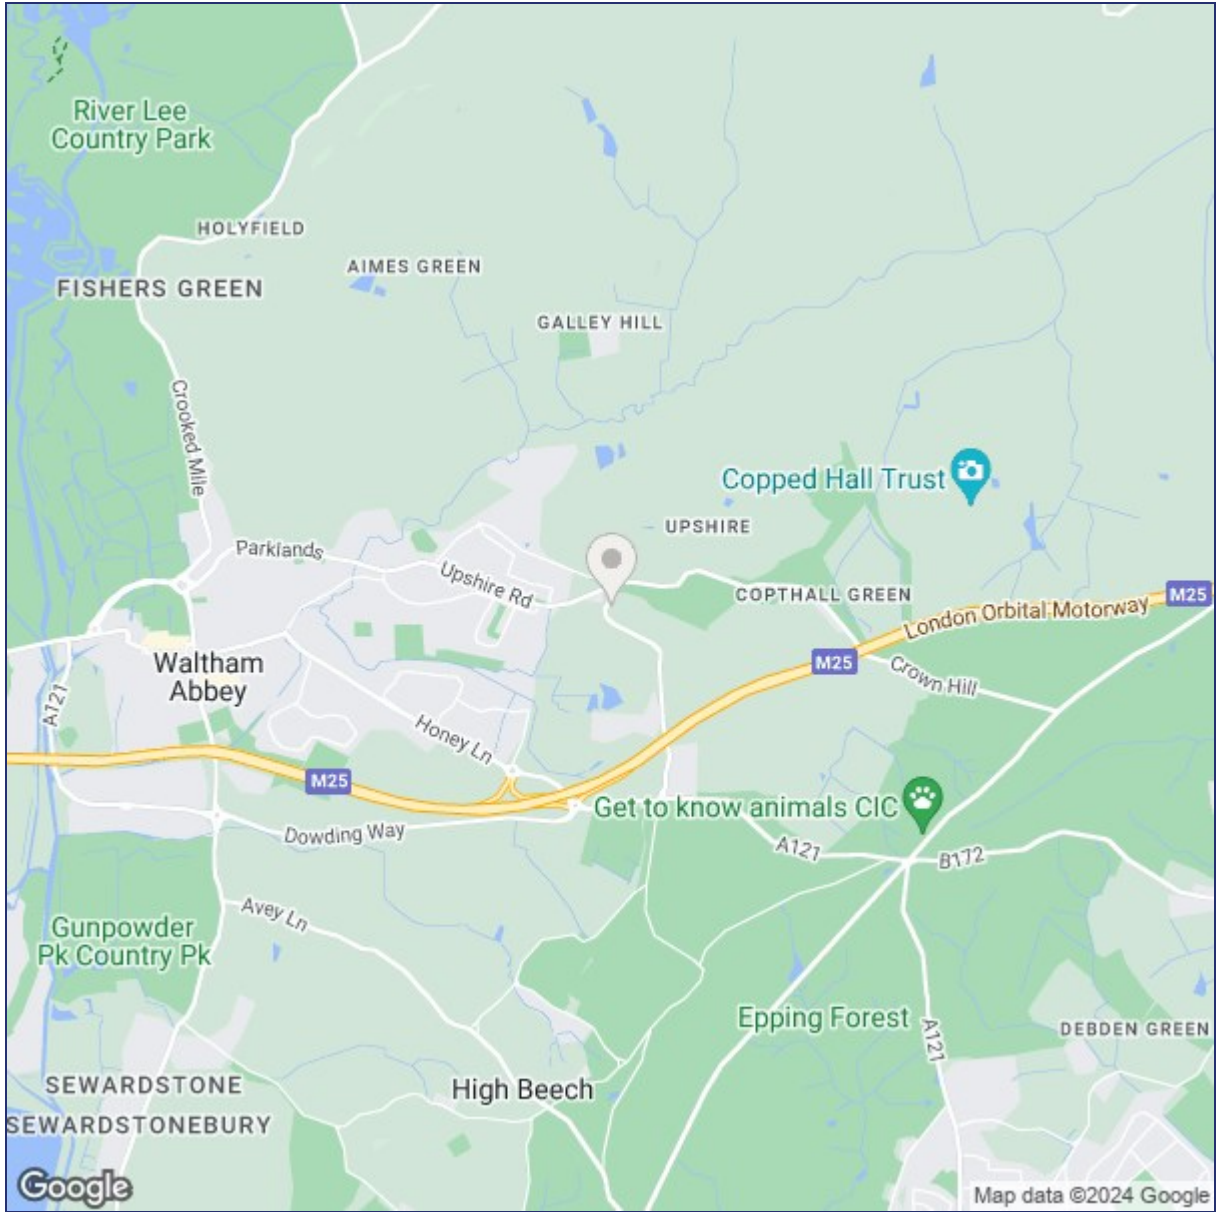 River Lee
Country Park
HOLYFIELD
AIMES GREEN
FISHERS GREEN
GALLEY HILL
Crooked Mile
Copped Hall Trust
UPSHIRE
Parklands
Upshire Rd
COPTHALL GREEN
M25
London Orbital Motorway
Waltham
Abbey
M25
Crown Hill
A121
Honey Ln
M25
Get to know animals CIC
Dowding Way
A121
B172
Avey Ln
Gunpowder
Pk Country Pk
Epping Forest
A121
DEBDEN GREEN
SEWARDSTONE
High Beech
SEWARDSTONEBURY
Google
Map data ©2024 Google